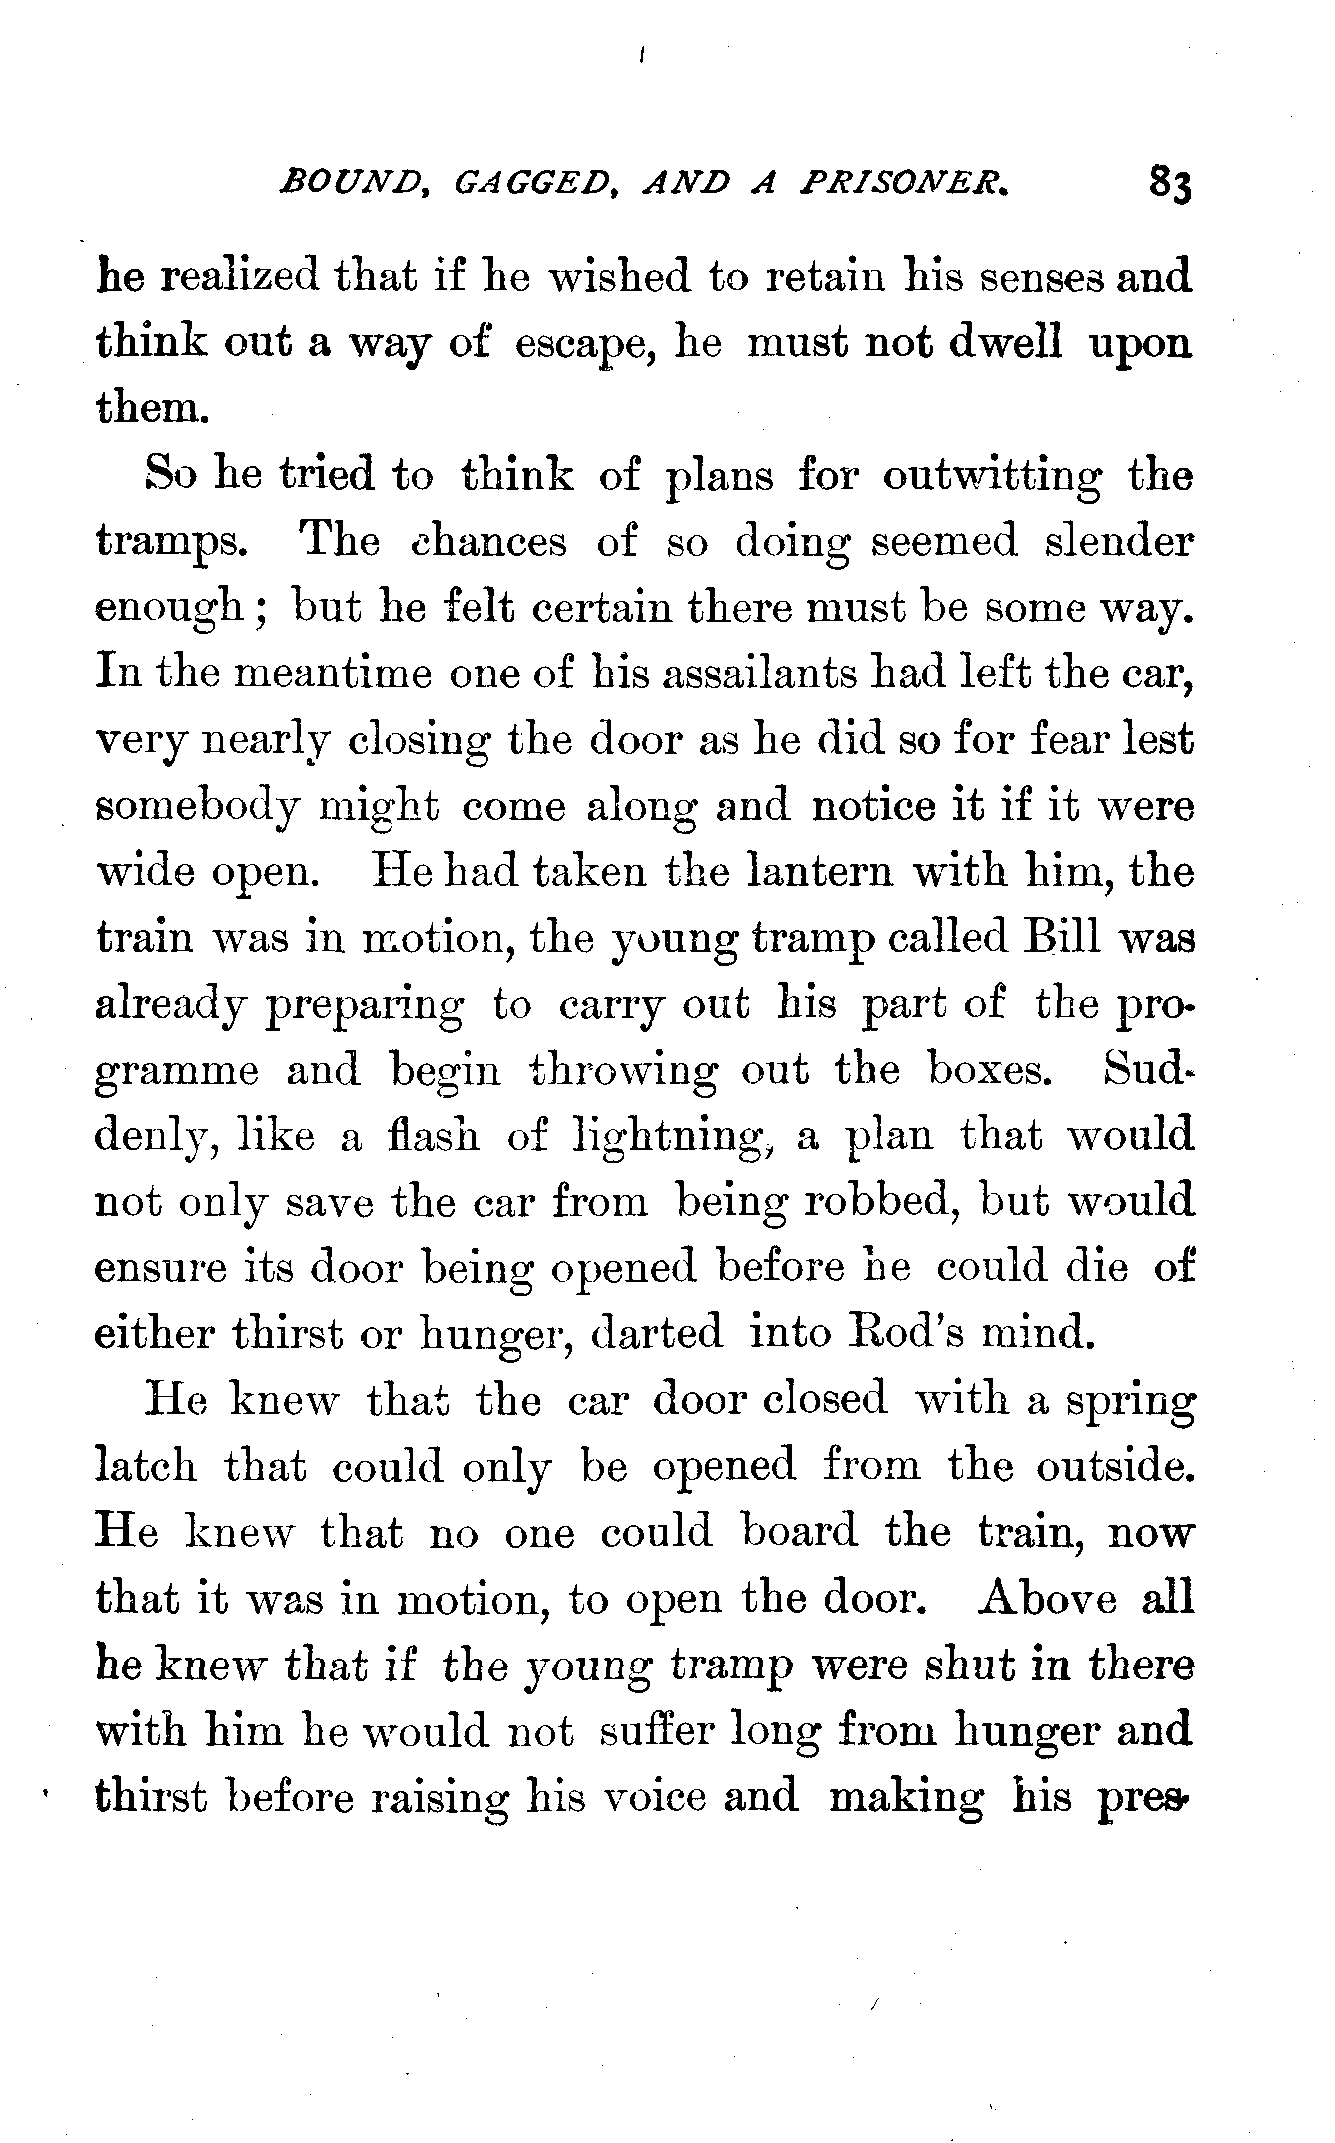 BOUND, GAGGED, AND A PRISONER. 83
he realized that if he wished to retain his senses and
think out a way of escape, he must not dwell upon
them.
So he tried to think of plans for outwitting the
tramps. The chances of so doing seemed slender
enough; but he felt certain there must be some way.
In the meantime one of his assailants had left the car,
very nearly closing the door as he did so for fear lest
somebody might come along and notice it if it were
wide open. He had taken the lantern with him, the
train was in motion, the young tramp called Bill was
already preparing to carry out his part of the pro-
gramme and begin throwing out the boxes. Sud-
denly, like a flash of lightning, a plan that would
not only save the car from being robbed, but would
ensure its door being opened before he could die of
either thirst or hunger, darted into Rod's mind.
He knew that the car door closed with a spring
latch that could only be opened from the outside.
He knew that no one could board the train, now
that it was in motion, to open the door. Above all
he knew that if the young tramp were shut in there
with him he would not suffer long from hunger and
thirst before raising his voice and making his pres-